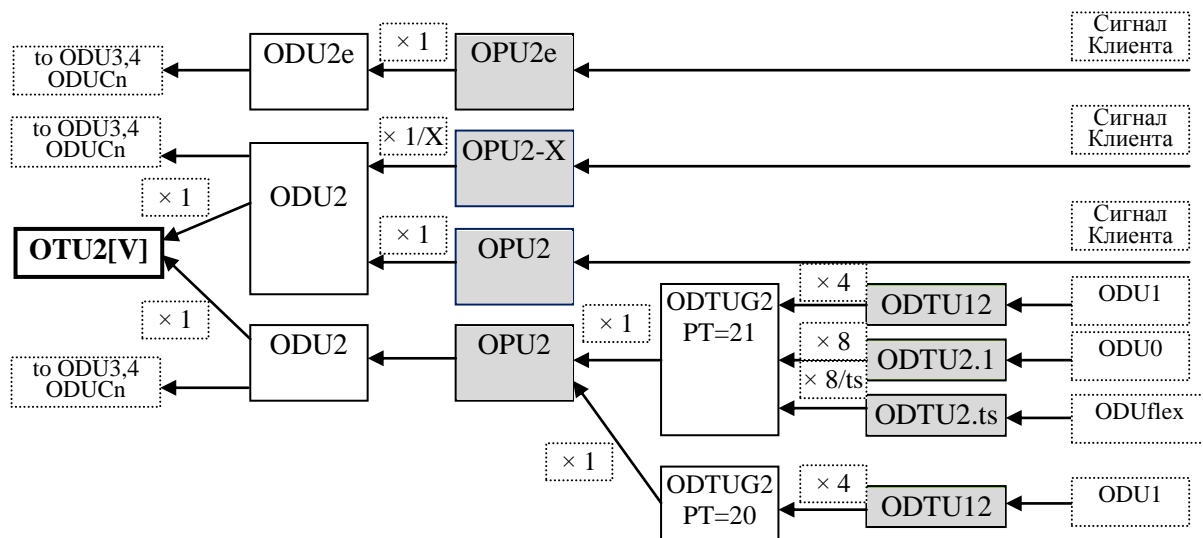 Сигнал
Клиента
to ODU3,4
ODUCn
ODU2e
× 1
OPU2e
to ODU3,4
ODUCn
ODU2
× 1/X
OPU2-X
Сигнал
Клиента
× 1
× 1
OPU2
Сигнал
Клиента
OTU2[V]
ODTUG2
PT=21
× 4
ODTU12
ODU1
× 1
ODU2
OPU2
× 1
× 8
ODTU2.1
ODU0
to ODU3,4
ODUCn
× 8/ts
ODTU2.ts
ODUflex
× 1
ODTUG2
PT=20
× 4
ODTU12
ODU1